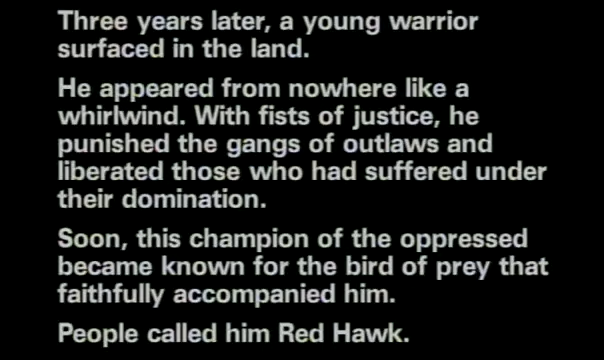 Three years later, a young warrior
surfaced in the land.
He appeared from nowhere like a
whirlwind. With fists of justice, he
punished the gangs of outlaws and
liberated those who had suffered under
their domination.
Soon, this champion of the oppressed
became known for the bird of prey that
faithfully accompanied him.
People called him Red Hawk.